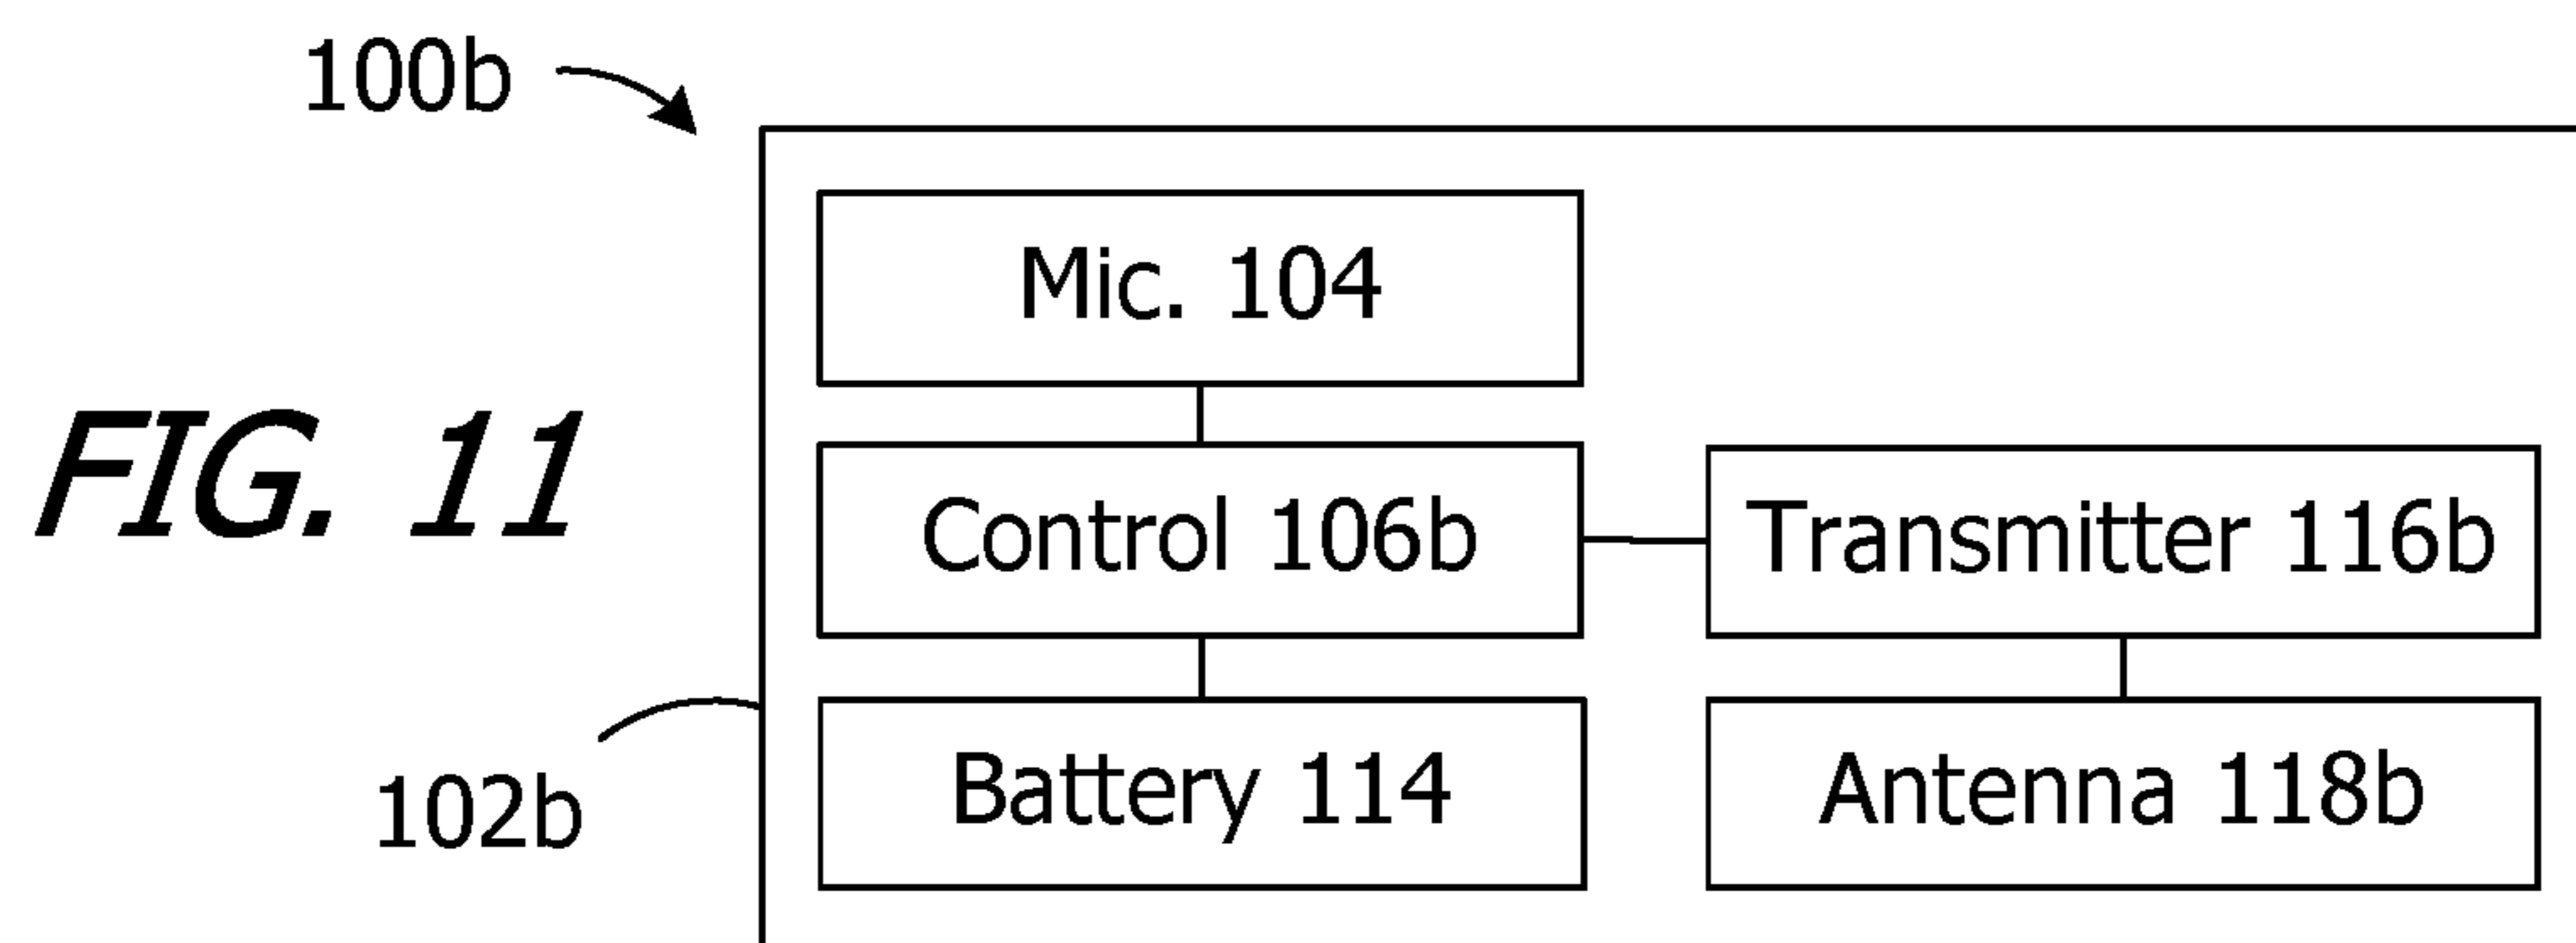 100b
Mic. 104
FIG. 11
Control 106b
Transmitter 116b
102b
Battery 114
Antenna 118b